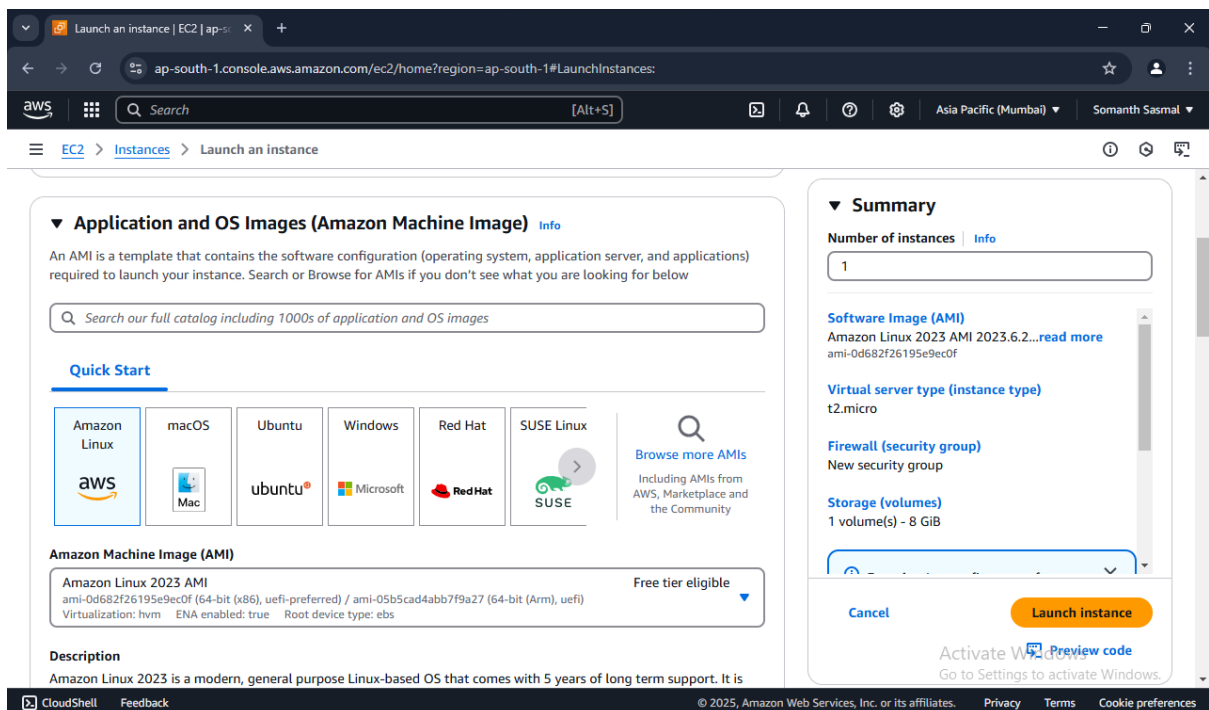 Launch an instance | EC2 | ap-so
ap-south-1.console.aws.amazon.com/ec2/home?region=ap-south-1#LaunchInstances:
aws
Search [Alt+S]
Asia Pacific (Mumbai)
Somanth Sasmal
EC2 > Instances > Launch an instance
Application and OS Images (Amazon Machine Image) Info
An AMI is a template that contains the software configuration (operating system, application server, and applications)
required to launch your instance. Search or Browse for AMIs if you don't see what you are looking for below
Search our full catalog including 1000s of application and OS images
Quick Start
Amazon
Linux
aws
macOS
Mac
Ubuntu
ubuntu®
Windows
Microsoft
Red Hat
Red Hat
SUSE Linux
SUSE
Browse more AMIs
Including AMIs from
AWS, Marketplace and
the Community
Amazon Machine Image (AMI)
Amazon Linux 2023 AMI
Free tier eligible
ami-0d682f26195e9ec0f (64-bit (x86), uefi-preferred) / ami-05b5cad4abb7f9a27 (64-bit (Arm), uefi)
Virtualization: hvm ENA enabled: true Root device type: ebs
Description
Amazon Linux 2023 is a modern, general purpose Linux-based OS that comes with 5 years of long term support. It is
Summary
Number of instances Info
1
Software Image (AMI)
Amazon Linux 2023 AMI 2023.6.2...read more
ami-0d682f26195e9ec0f
Virtual server type (instance type)
t2.micro
Firewall (security group)
New security group
Storage (volumes)
1 volume(s) - 8 GiB
Cancel
Launch instance
Preview code
Activate Windows
Go to Settings to activate Windows.
CloudShell Feedback
© 2025, Amazon Web Services, Inc. or its affiliates. Privacy Terms Cookie preferences